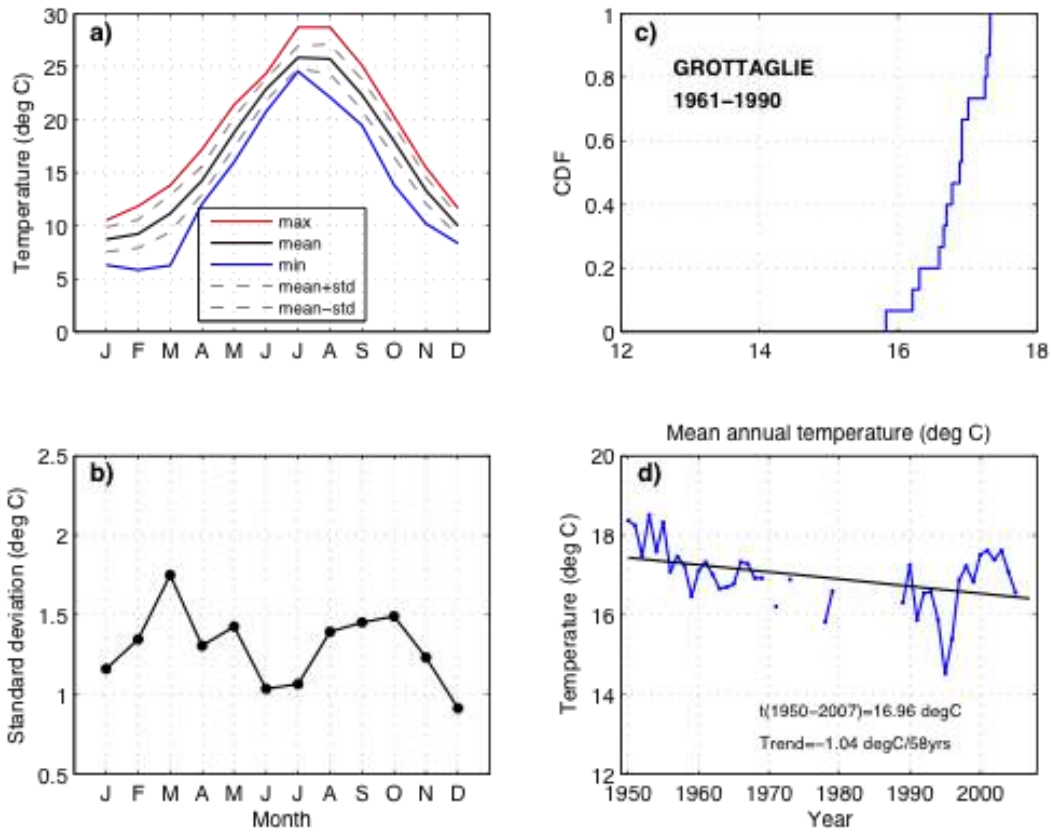 a)
Temperature (deg C)
30
25
20
15
10
5
0
max
mean
min
mean+std
mean−std
J F M A M J J A S O N D
c)
GROTTAGLIE
1961−1990
CDF
1
0.8
0.6
0.4
0.2
0
12 14 16 18
b)
Standard deviation (deg C)
2.5
2
1.5
1
0.5
J F M A M J J A S O N D
Month
Mean annual temperature (deg C)
d)
Temperature (deg C)
20
18
16
14
12
t(1950−2007)=16.96 degC
Trend=−1.04 degC/58yrs
1950 1960 1970 1980 1990 2000
Year